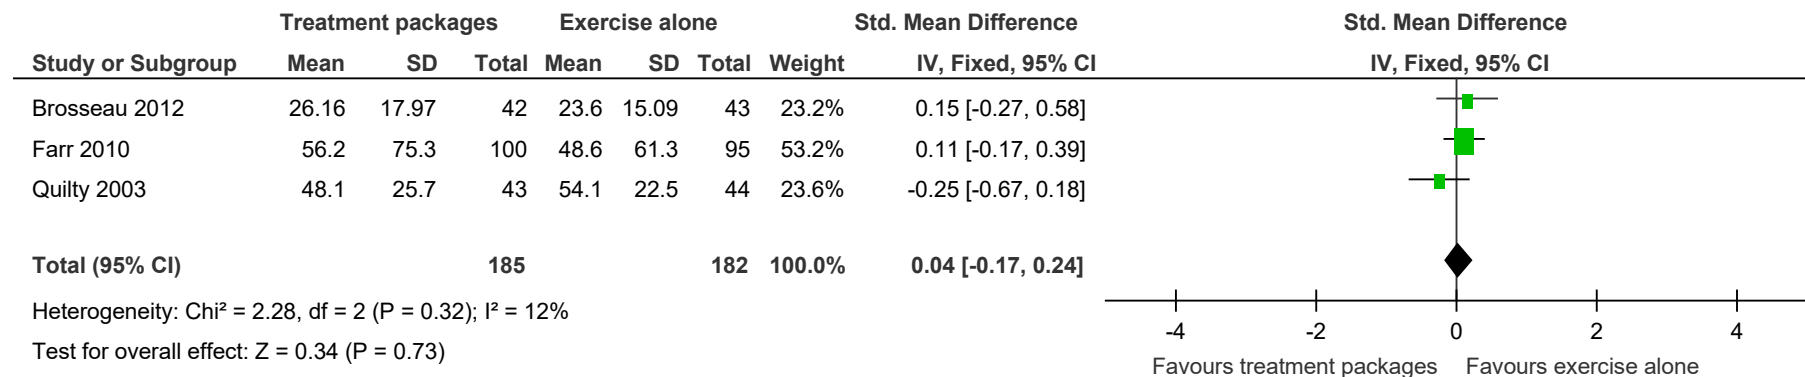 Treatment packages Exercise alone Std. Mean Difference Std. Mean Difference
Study or Subgroup Mean SD Total Mean SD Total Weight IV, Fixed, 95% CI IV, Fixed, 95% CI
Brosseau 2012 26.16 17.97 42 23.6 15.09 43 23.2% 0.15 [-0.27, 0.58]
Farr 2010 56.2 75.3 100 48.6 61.3 95 53.2% 0.11 [-0.17, 0.39]
Quilty 2003 48.1 25.7 43 54.1 22.5 44 23.6% -0.25 [-0.67, 0.18]
Total (95% CI) 185 182 100.0% 0.04 [-0.17, 0.24]
Heterogeneity: Chi² = 2.28, df = 2 (P = 0.32); I² = 12%
Test for overall effect: Z = 0.34 (P = 0.73)
-4 -2 0 2 4
Favours treatment packages Favours exercise alone